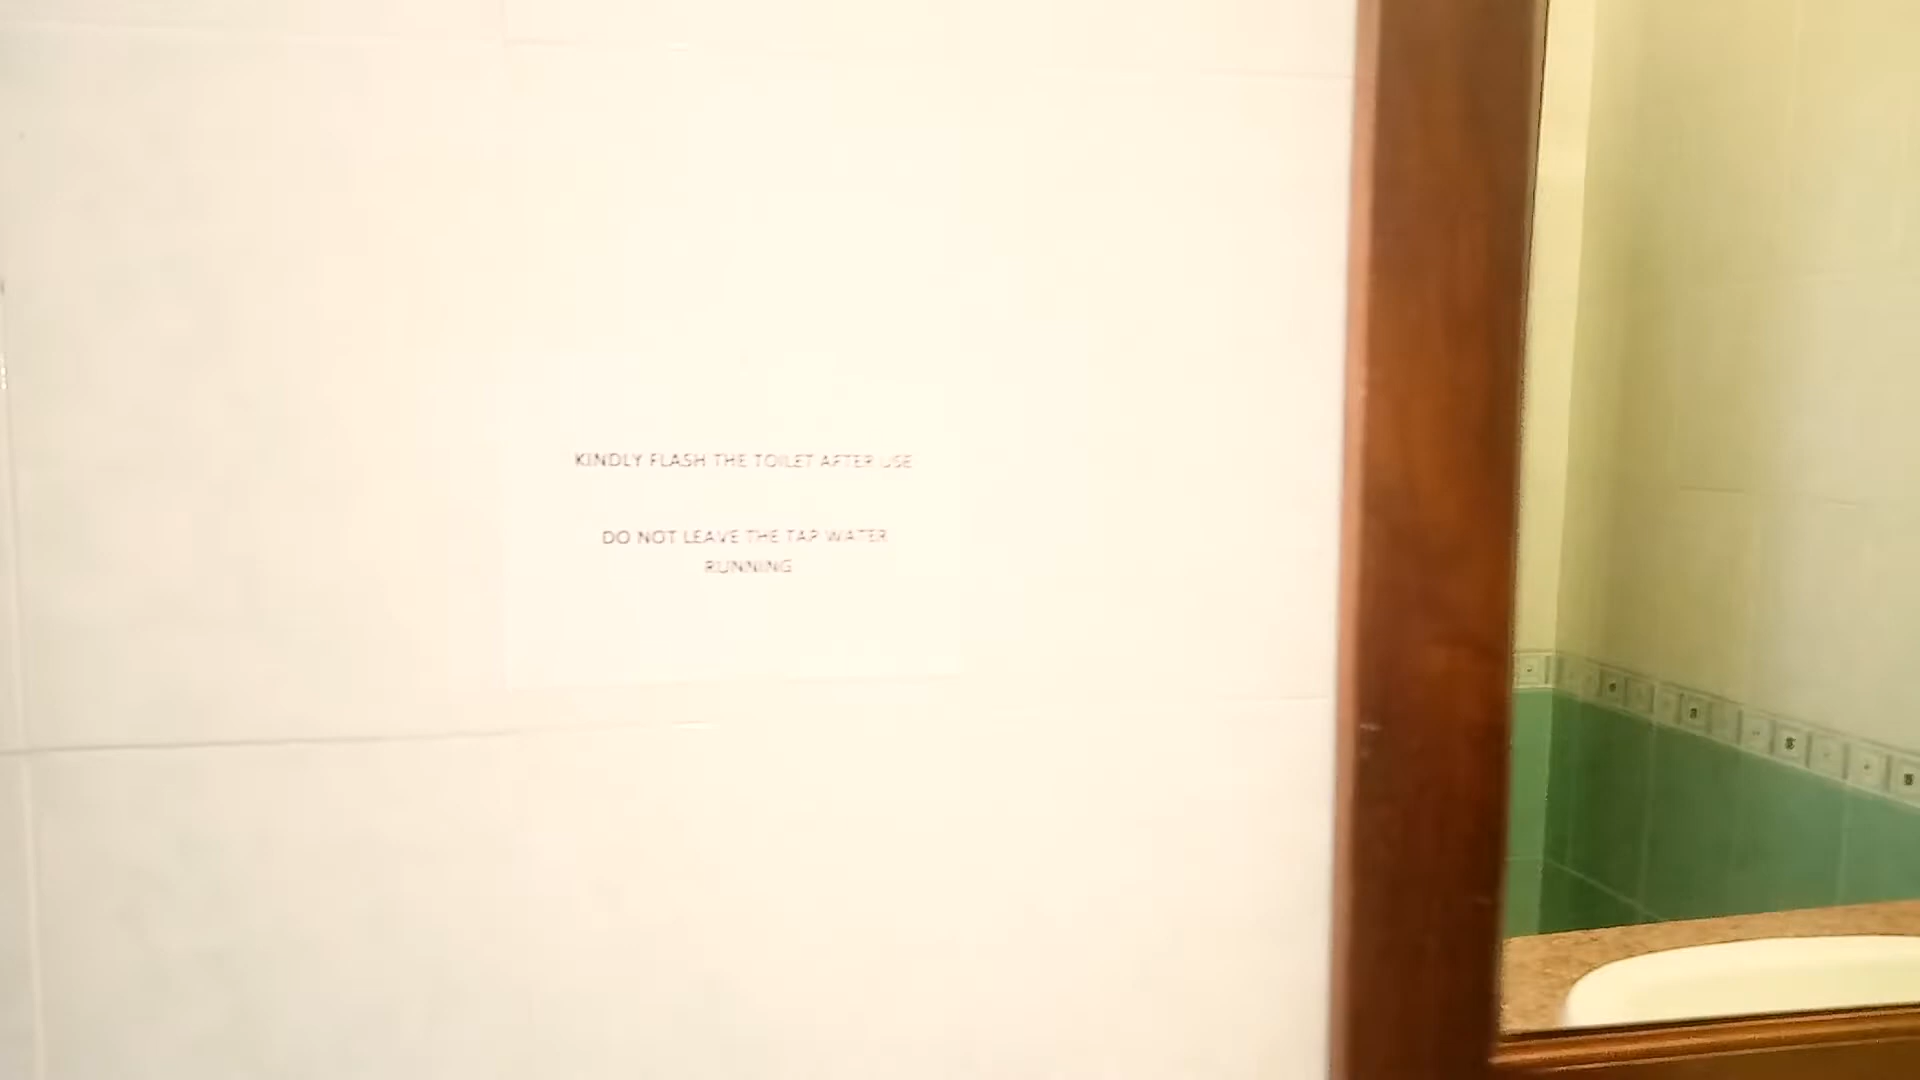 KINDLY FLASH THE TOILET AFTER USE
DO NOT LEAVE THE TAP WATER
RUNNING